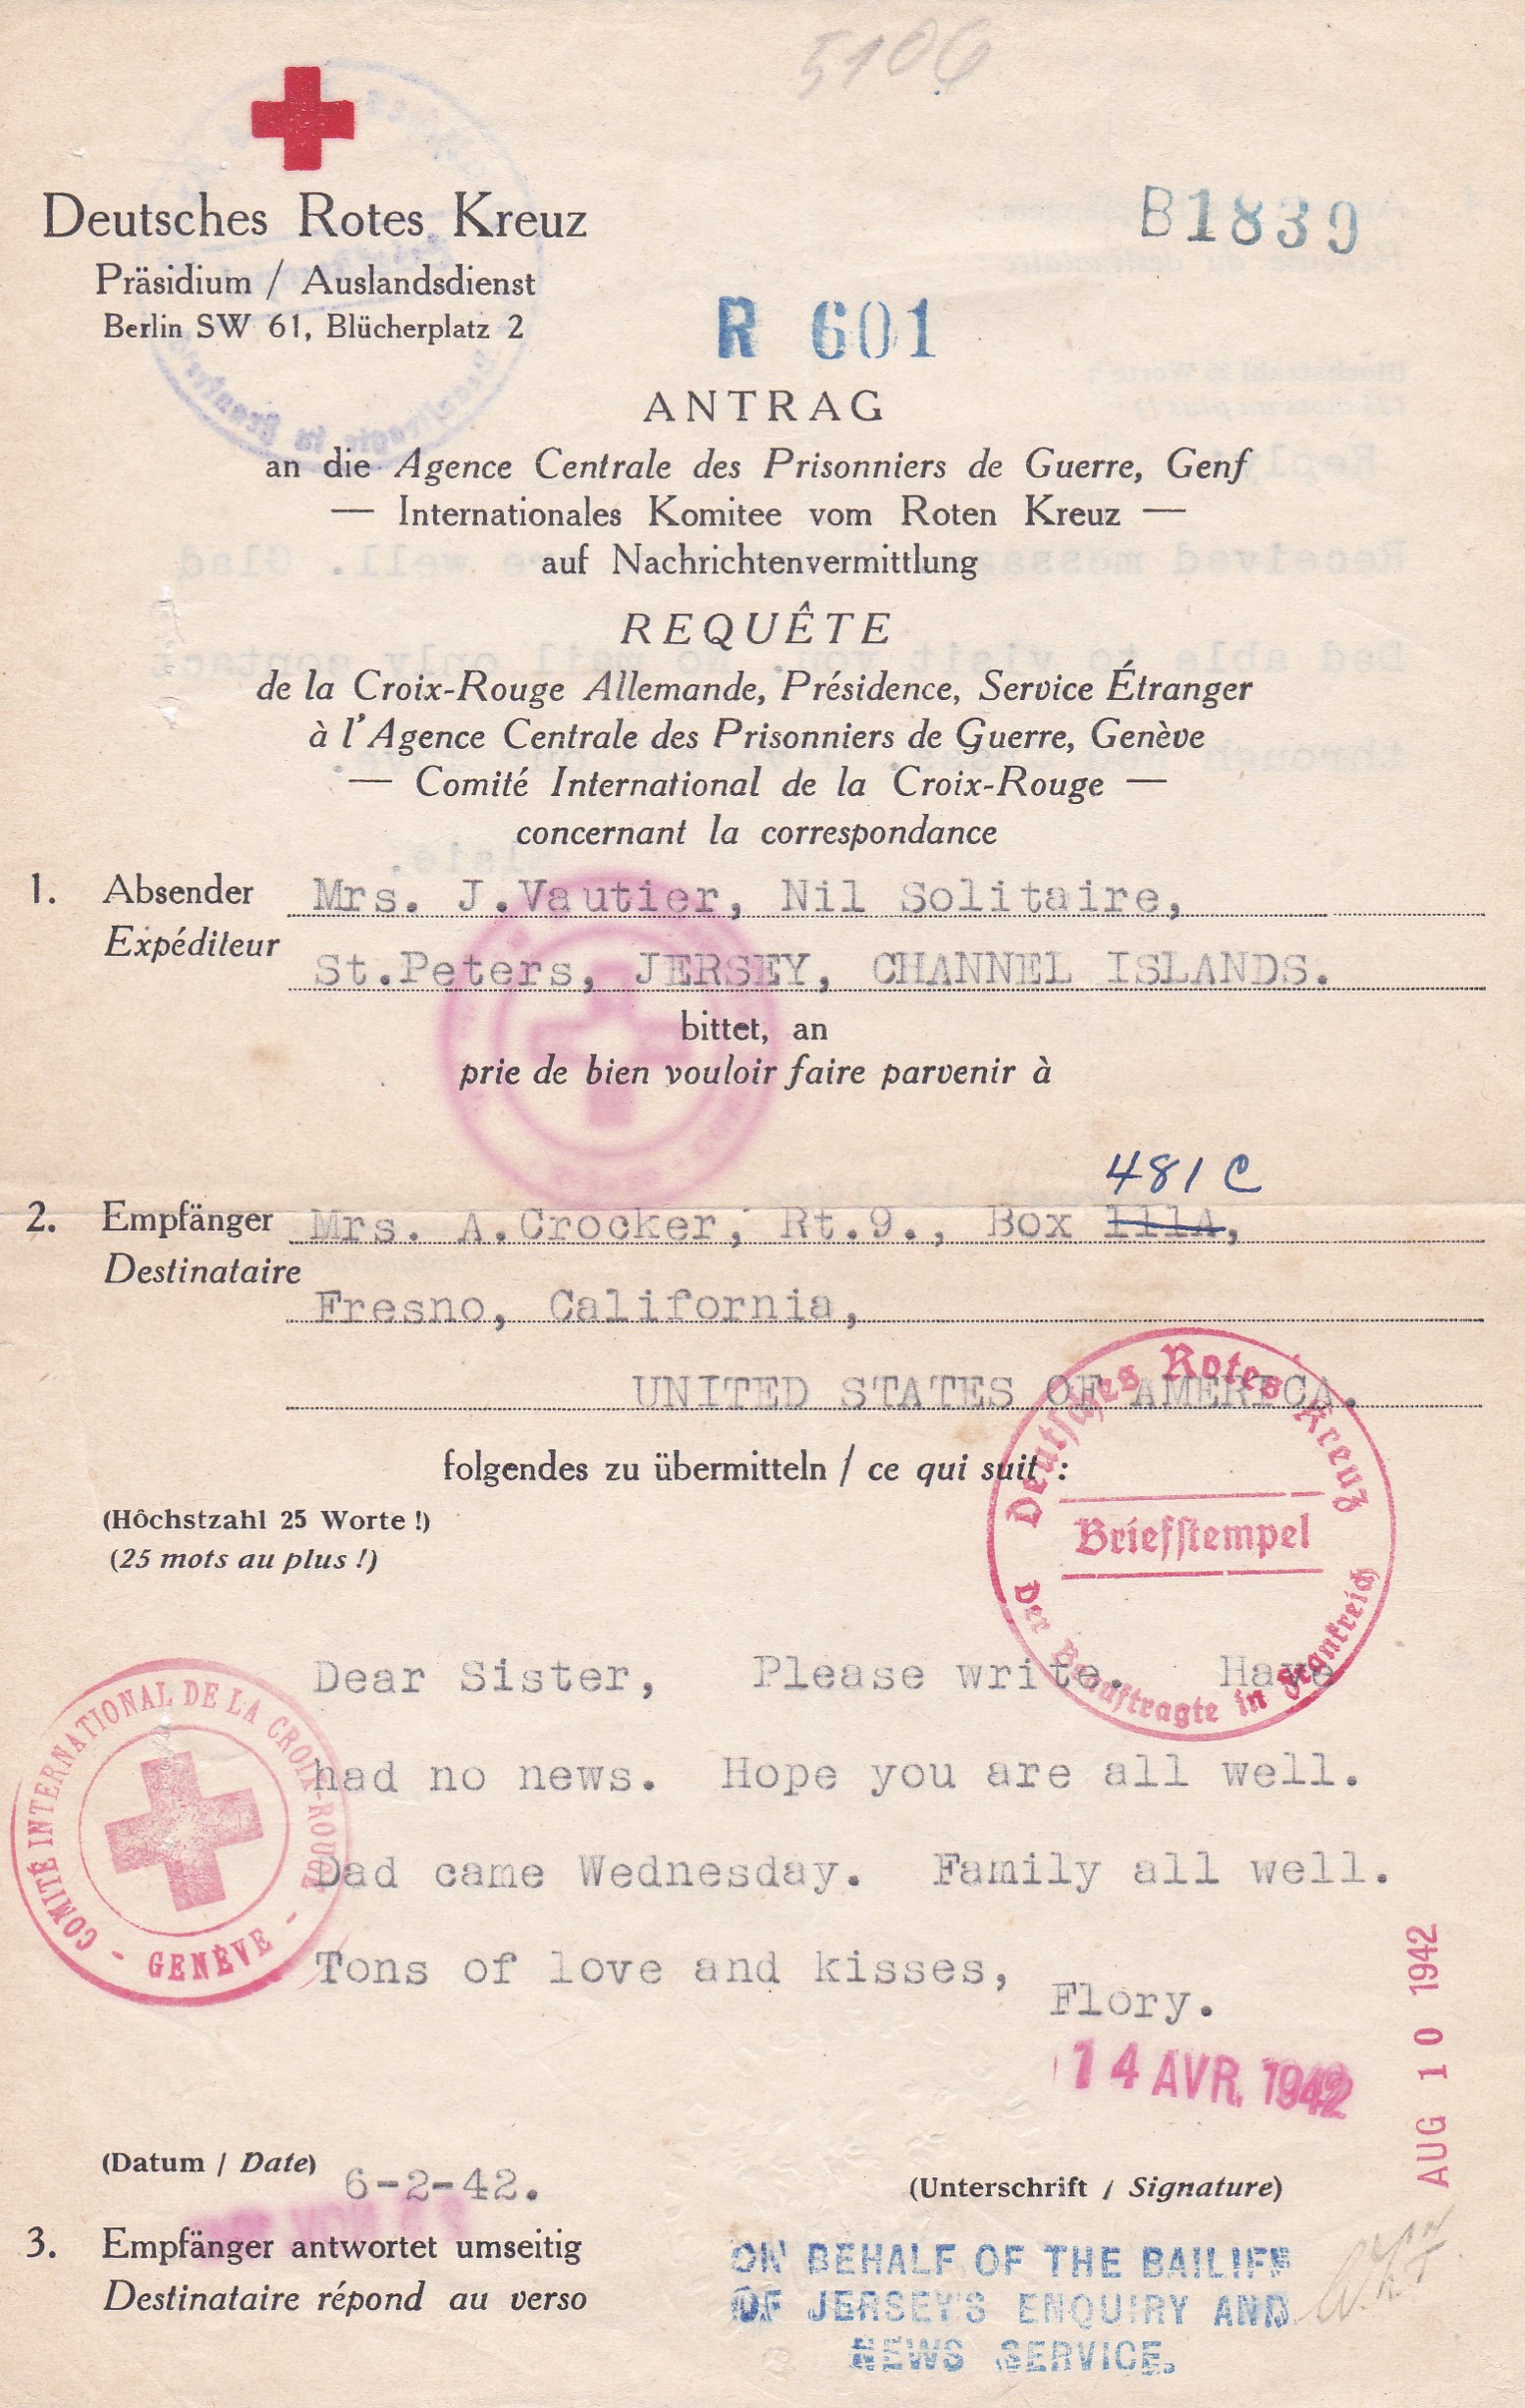 5106
Deutsches Rotes Kreuz
Präsidium / Auslandsdienst
Berlin SW 61, Blücherplatz 2
B1839
R 601
ANTRAG
an die Agence Centrale des Prisonniers de Guerre, Genf
— Internationales Komitee vom Roten Kreuz —
auf Nachrichtenvermittlung
REQUÊTE
de la Croix-Rouge Allemande, Présidence, Service Étranger
à l'Agence Centrale des Prisonniers de Guerre, Genève
— Comité International de la Croix-Rouge —
concernant la correspondance
1. Absender Mrs. J.Vautier, Nil Solitaire,
Expéditeur St.Peters, JERSEY, CHANNEL ISLANDS.
bittet, an
prie de bien vouloir faire parvenir à
481 C
2. Empfänger Mrs. A.Crocker, Rt.9., Box 111A,
Destinataire
Fresno, California,
UNITED STATES OF AMERICA.
folgendes zu übermitteln / ce qui suit :
(Hôchstzahl 25 Worte !)
(25 mots au plus !)
Deutsches Rotes Kreuz
Briefstempel
Der Beauftragte in Frankreich
Dear Sister, Please write. Have
had no news. Hope you are all well.
Dad came Wednesday. Family all well.
Tons of love and kisses,
Flory.
COMITÉ INTERNATIONAL DE LA CROIX-ROUGE
- GENÈVE -
14 AVR. 1942
AUG 10 1942
(Datum / Date) 6-2-42.
(Unterschrift / Signature)
3. Empfänger antwortet umseitig
Destinataire répond au verso
ON BEHALF OF THE BAILIFF
OF JERSEY'S ENQUIRY AND
NEWS SERVICE.